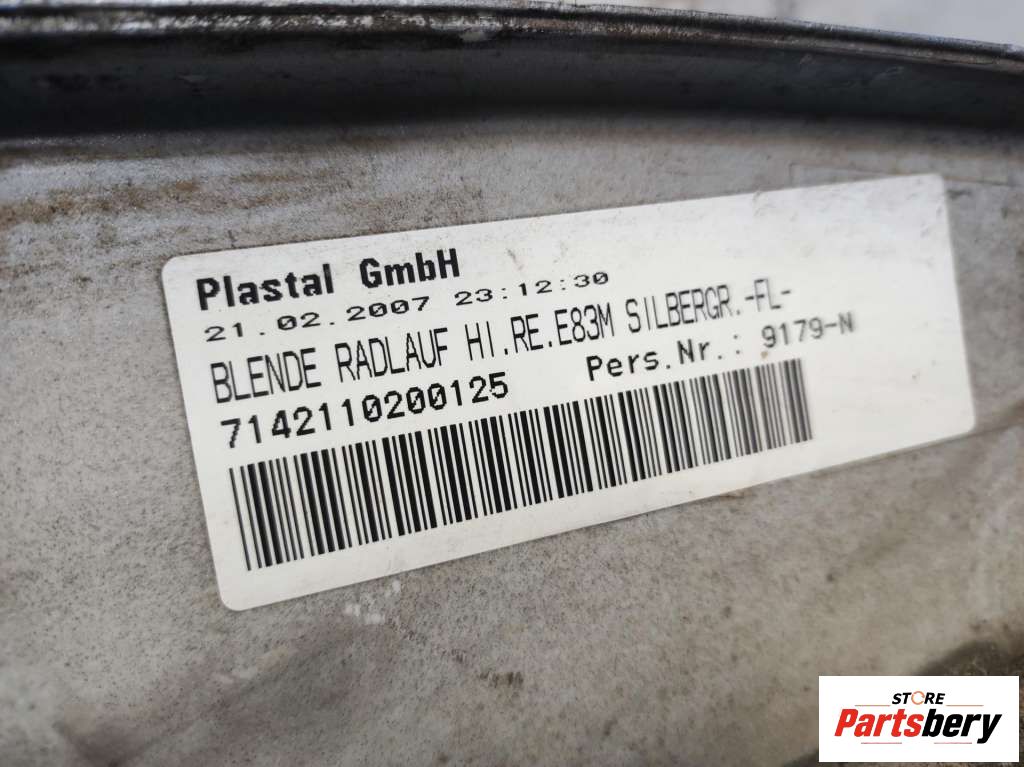 Plastal GmbH
21.02.2007 23:12:30
BLENDE RADLAUF HI.RE.E83M SILBERGR.-FL-
7142110200125 Pers.Nr.: 9179-N
STORE
Partsbery